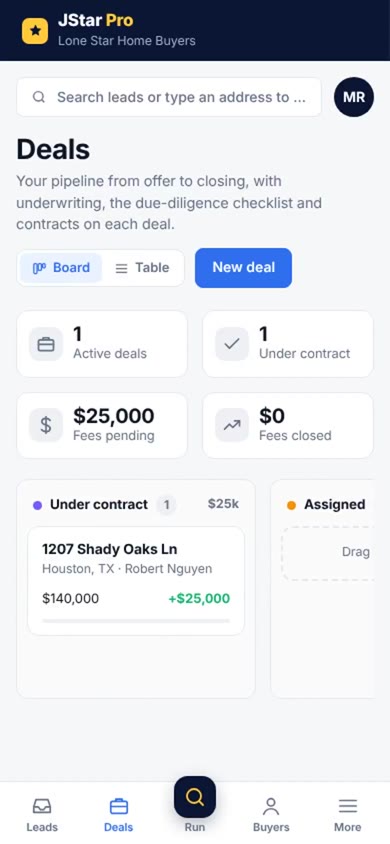 JStar Pro
Lone Star Home Buyers
Search leads or type an address to ...
MR
Deals
Your pipeline from offer to closing, with
underwriting, the due-diligence checklist and
contracts on each deal.
Board
Table
New deal
1
Active deals
1
Under contract
$25,000
Fees pending
$0
Fees closed
Under contract 1 $25k
1207 Shady Oaks Ln
Houston, TX · Robert Nguyen
$140,000 +$25,000
Assigned
Drag
Leads
Deals
Run
Buyers
More